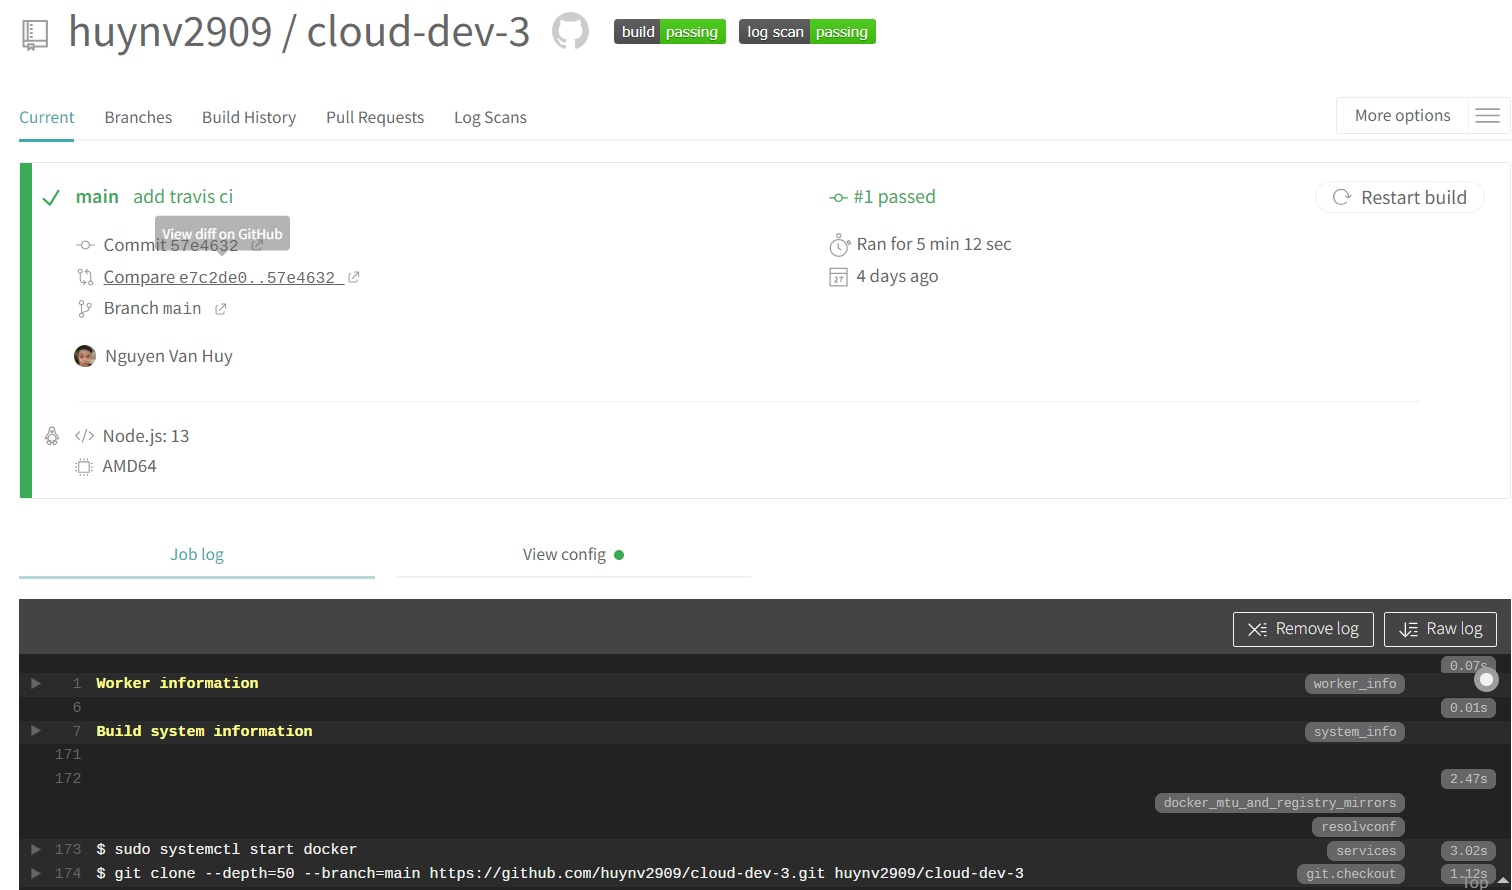 huynv2909 / cloud-dev-3 build passing log scan passing
Current Branches Build History Pull Requests Log Scans More options
main add travis ci #1 passed Restart build
View diff on GitHub
Commit 57e4632 Ran for 5 min 12 sec
Compare e7c2de0..57e4632 27 4 days ago
Branch main
Nguyen Van Huy
</> Node.js: 13
AMD64
Job log View config
Remove log Raw log
0.07s
1 Worker information worker_info
6 0.01s
7 Build system information system_info
171
172 2.47s
docker_mtu_and_registry_mirrors
resolvconf
173 $ sudo systemctl start docker services 3.02s
174 $ git clone --depth=50 --branch=main https://github.com/huynv2909/cloud-dev-3.git huynv2909/cloud-dev-3 git.checkout 1.12s
Top